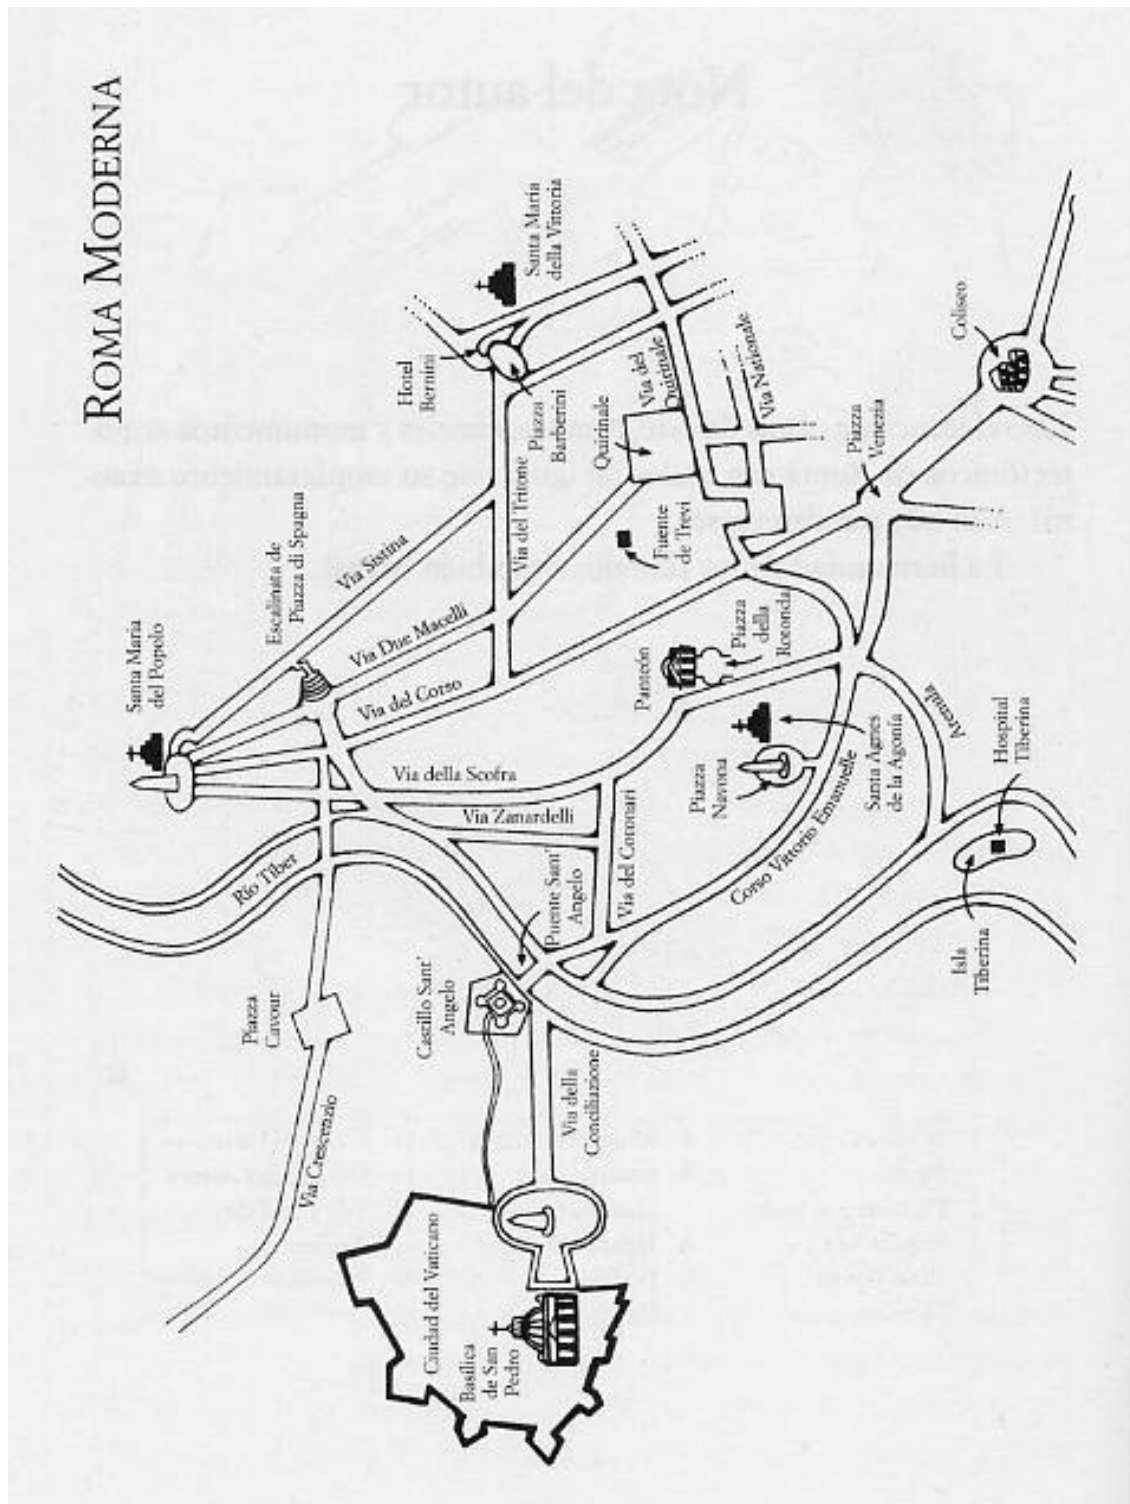 ROMA MODERNA
Santa Maria
del Popolo
Escalinata de
Piazza di Spagna
Via Sistina
Hotel
Bernini
Santa Maria
della Vittoria
Piazza
Barberini
Via del Tritone
Via Due Macelli
Via del Corso
Quirinale
Via del
Quirinale
Via Nationale
Fuente
de Trevi
Piazza
Venezia
Coliseo
Panteón
Piazza
della
Rotonda
Via della Scofra
Via Zanardelli
Via del Coronari
Piazza
Navona
Santa Agnes
de la Agonía
Corso Vittorio Emanuelle
Arenula
Hospital
Tiberina
Isla
Tiberina
Río Tíber
Puente Sant'
Angelo
Castillo Sant'
Angelo
Piazza
Cavour
Via Crescenzio
Via della
Conciliazione
Ciudad del Vaticano
Basílica
de San
Pedro
Nota del autor